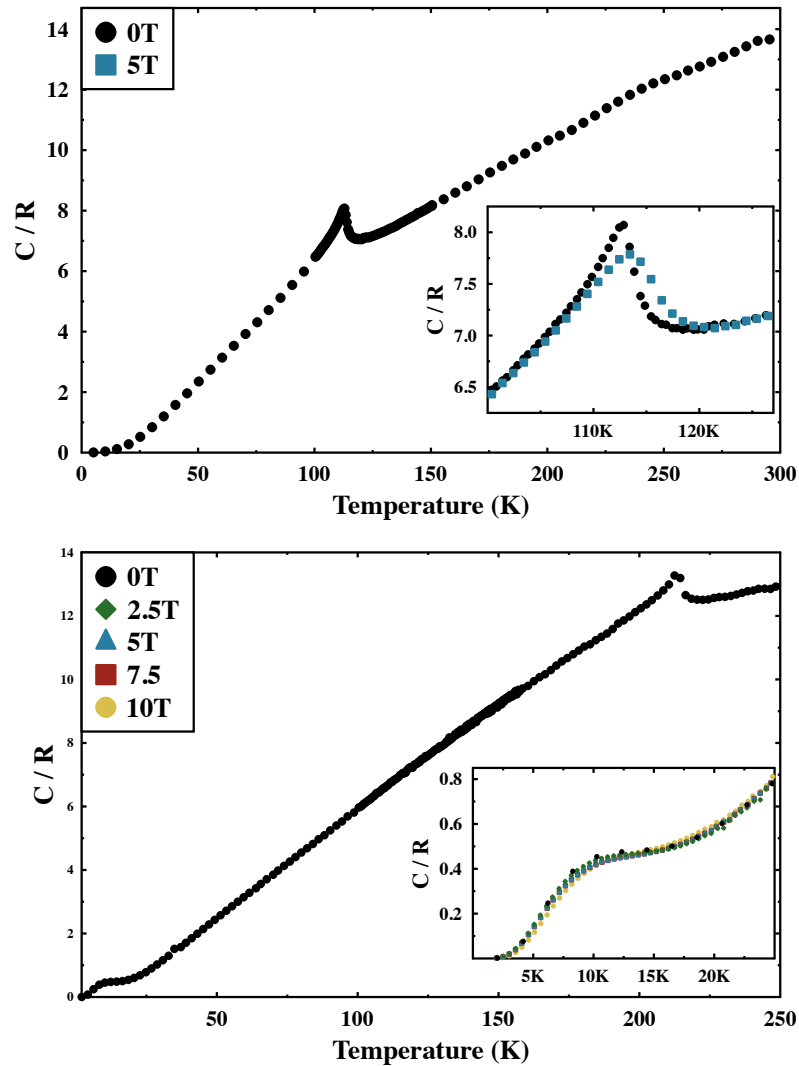 14
12
10
8
6
4
2
0
C / R
0T
5T
0
50
100
150
200
250
300
Temperature (K)
8.0
7.5
7.0
6.5
C / R
110K
120K
14
12
10
8
6
4
2
0
C / R
0T
2.5T
5T
7.5
10T
50
100
150
200
250
Temperature (K)
0.8
0.6
0.4
0.2
C / R
5K
10K
15K
20K